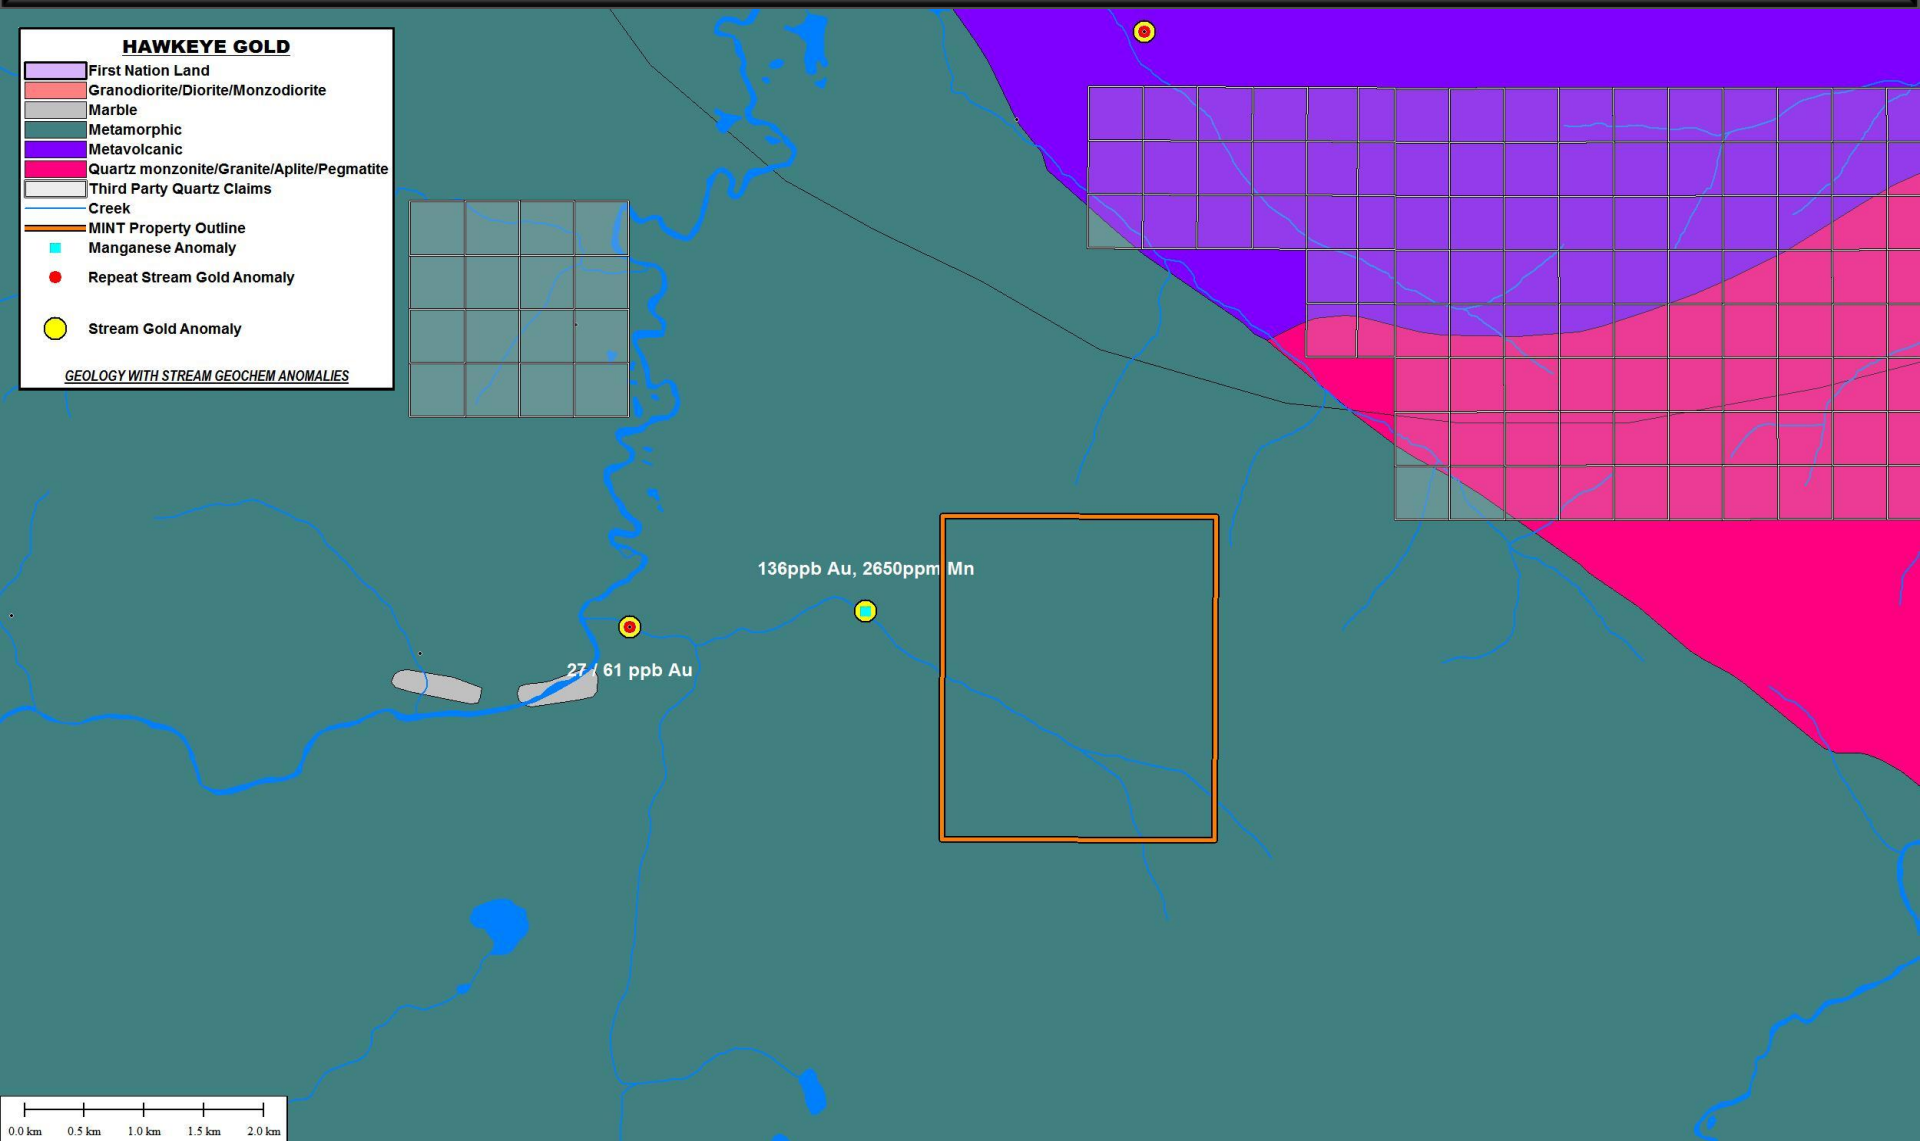 HAWKEYE GOLD
First Nation Land
Granodiorite/Diorite/Monzodiorite
Marble
Metamorphic
Metavolcanic
Quartz monzonite/Granite/Aplite/Pegmatite
Third Party Quartz Claims
Creek
MINT Property Outline
Manganese Anomaly
Repeat Stream Gold Anomaly
Stream Gold Anomaly
GEOLOGY WITH STREAM GEOCHEM ANOMALIES
136ppb Au, 2650ppm Mn
27 / 61 ppb Au
0.0 km 0.5 km 1.0 km 1.5 km 2.0 km